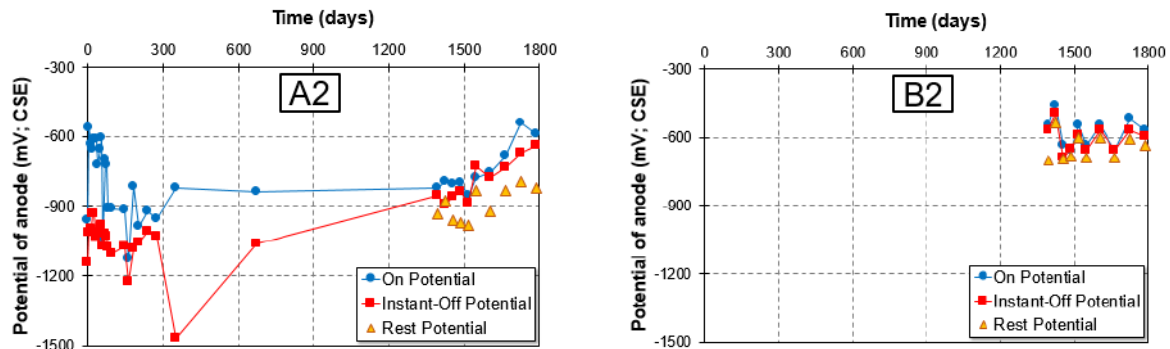 Time (days)
0 300 600 900 1200 1500 1800
-300
-600
-900
-1200
-1500
Potential of anode (mV; CSE)
A2
On Potential
Instant-Off Potential
Rest Potential
Time (days)
0 300 600 900 1200 1500 1800
-300
-600
-900
-1200
-1500
Potential of anode (mV; CSE)
B2
On Potential
Instant-Off Potential
Rest Potential